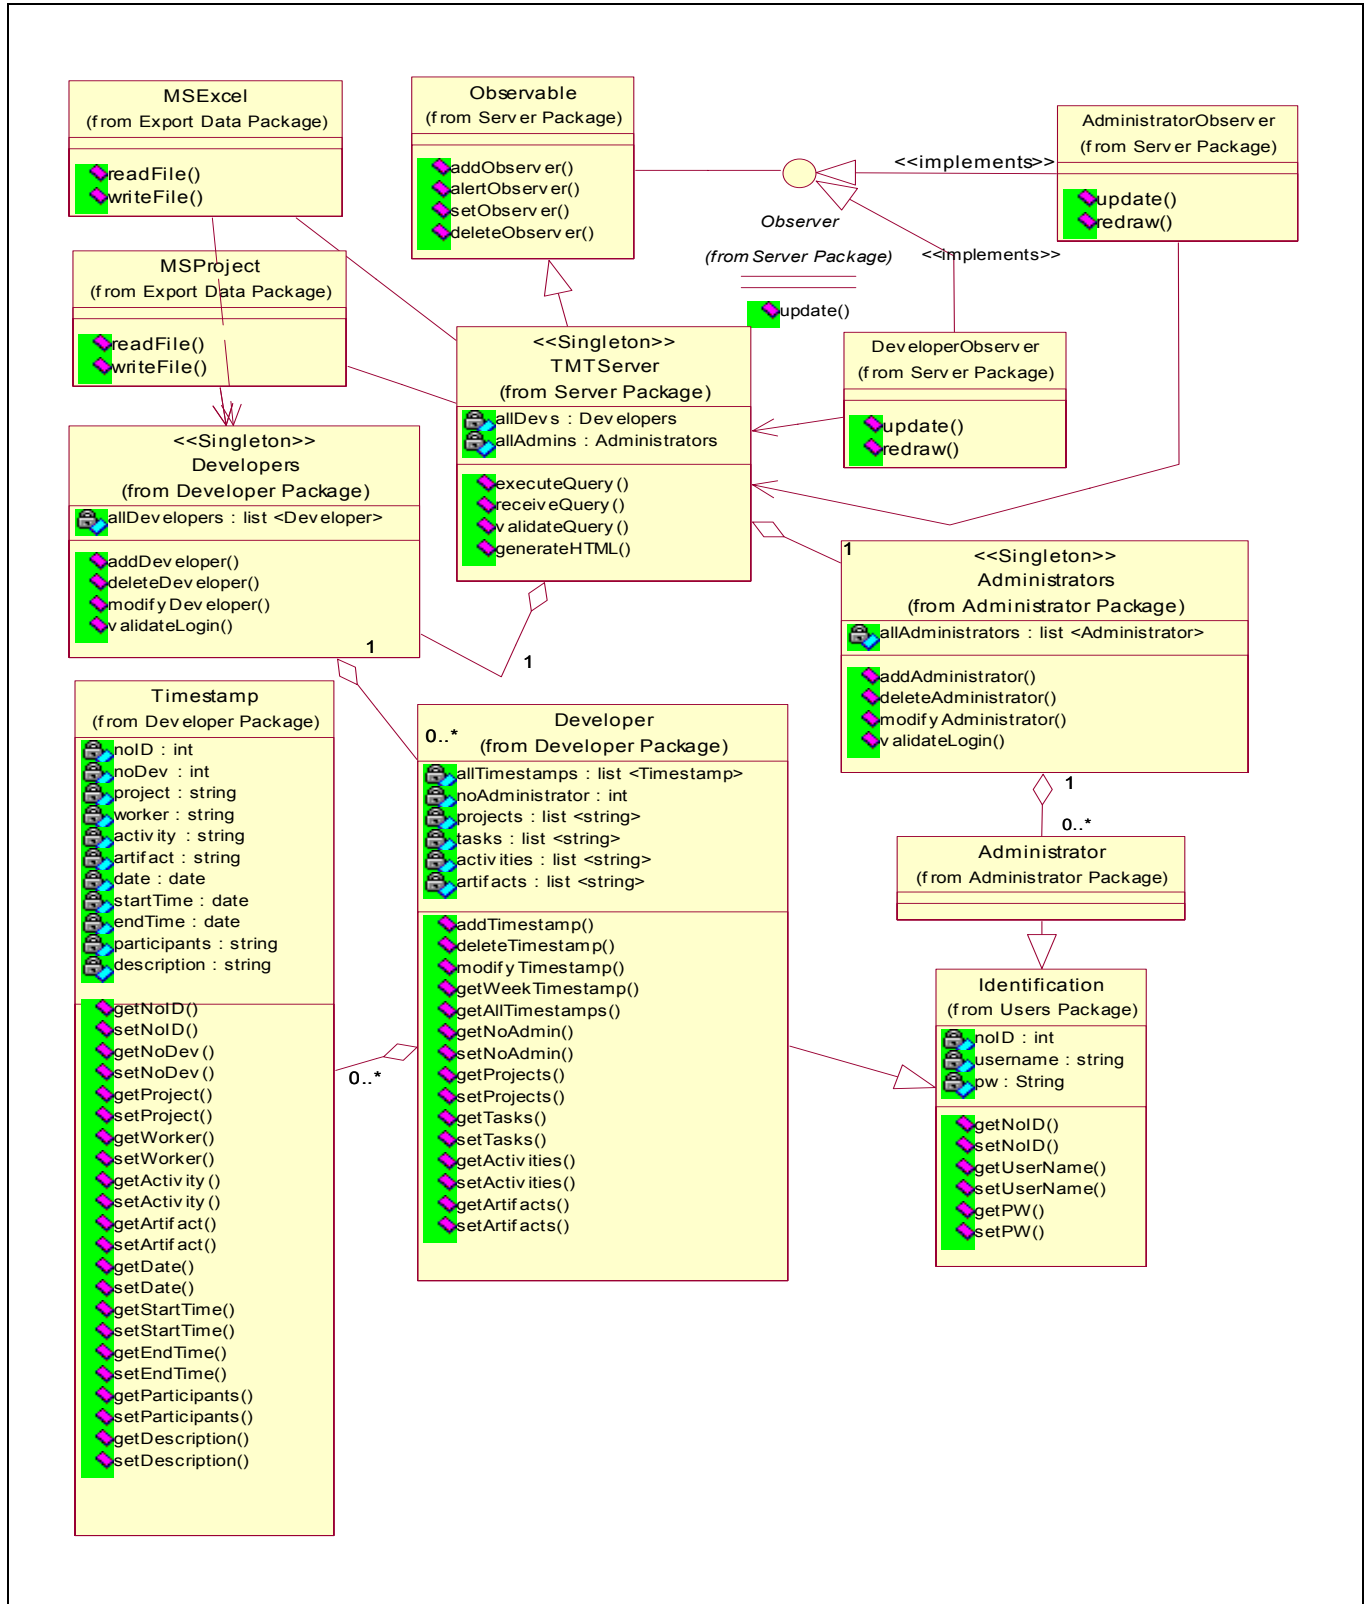 MSExcel
(from Export Data Package)
readFile()
writeFile()
Observable
(from Server Package)
addObserver()
alertObserver()
setObserver()
deleteObserver()
<<implements>>
AdministratorObserver
(from Server Package)
update()
redraw()
Observer
(from Server Package)
update()
<<implements>>
MSProject
(from Export Data Package)
readFile()
writeFile()
<<Singleton>>
TMTServer
(from Server Package)
allDevs : Developers
allAdmins : Administrators
executeQuery()
receiveQuery()
validateQuery()
generateHTML()
DeveloperObserver
(from Server Package)
update()
redraw()
<<Singleton>>
Developers
(from Developer Package)
allDevelopers : list <Developer>
addDeveloper()
deleteDeveloper()
modifyDeveloper()
validateLogin()
1
1
1
<<Singleton>>
Administrators
(from Administrator Package)
allAdministrators : list <Administrator>
addAdministrator()
deleteAdministrator()
modifyAdministrator()
validateLogin()
1
0..*
Timestamp
(from Developer Package)
noID : int
noDev : int
project : string
worker : string
activity : string
artifact : string
date : date
startTime : date
endTime : date
participants : string
description : string
getNoID()
setNoID()
getNoDev()
setNoDev()
getProject()
setProject()
getWorker()
setWorker()
getActivity()
setActivity()
getArtifact()
setArtifact()
getDate()
setDate()
getStartTime()
setStartTime()
getEndTime()
setEndTime()
getParticipants()
setParticipants()
getDescription()
setDescription()
0..*
0..*
Developer
(from Developer Package)
allTimestamps : list <Timestamp>
noAdministrator : int
projects : list <string>
tasks : list <string>
activities : list <string>
artifacts : list <string>
addTimestamp()
deleteTimestamp()
modifyTimestamp()
getWeekTimestamp()
getAllTimestamps()
getNoAdmin()
setNoAdmin()
getProjects()
setProjects()
getTasks()
setTasks()
getActivities()
setActivities()
getArtifacts()
setArtifacts()
Administrator
(from Administrator Package)
Identification
(from Users Package)
noID : int
username : string
pw : String
getNoID()
setNoID()
getUserName()
setUserName()
getPW()
setPW()